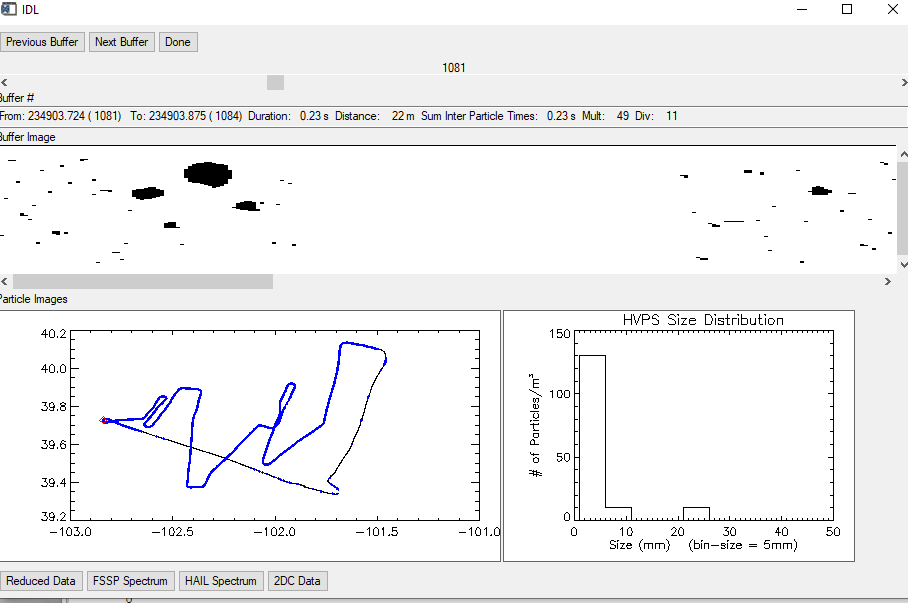 IDL
Previous Buffer Next Buffer Done
1081
Buffer #
From: 234903.724 ( 1081) To: 234903.875 ( 1084) Duration: 0.23 s Distance: 22 m Sum Inter Particle Times: 0.23 s Mult: 49 Div: 11
Buffer Image
Particle Images
HVPS Size Distribution
40.2
40.0
39.8
39.6
39.4
39.2
-103.0 -102.5 -102.0 -101.5 -101.0
150
100
50
0
# of Particles/m³
0 10 20 30 40 50
Size (mm) (bin-size = 5mm)
Reduced Data FSSP Spectrum HAIL Spectrum 2DC Data